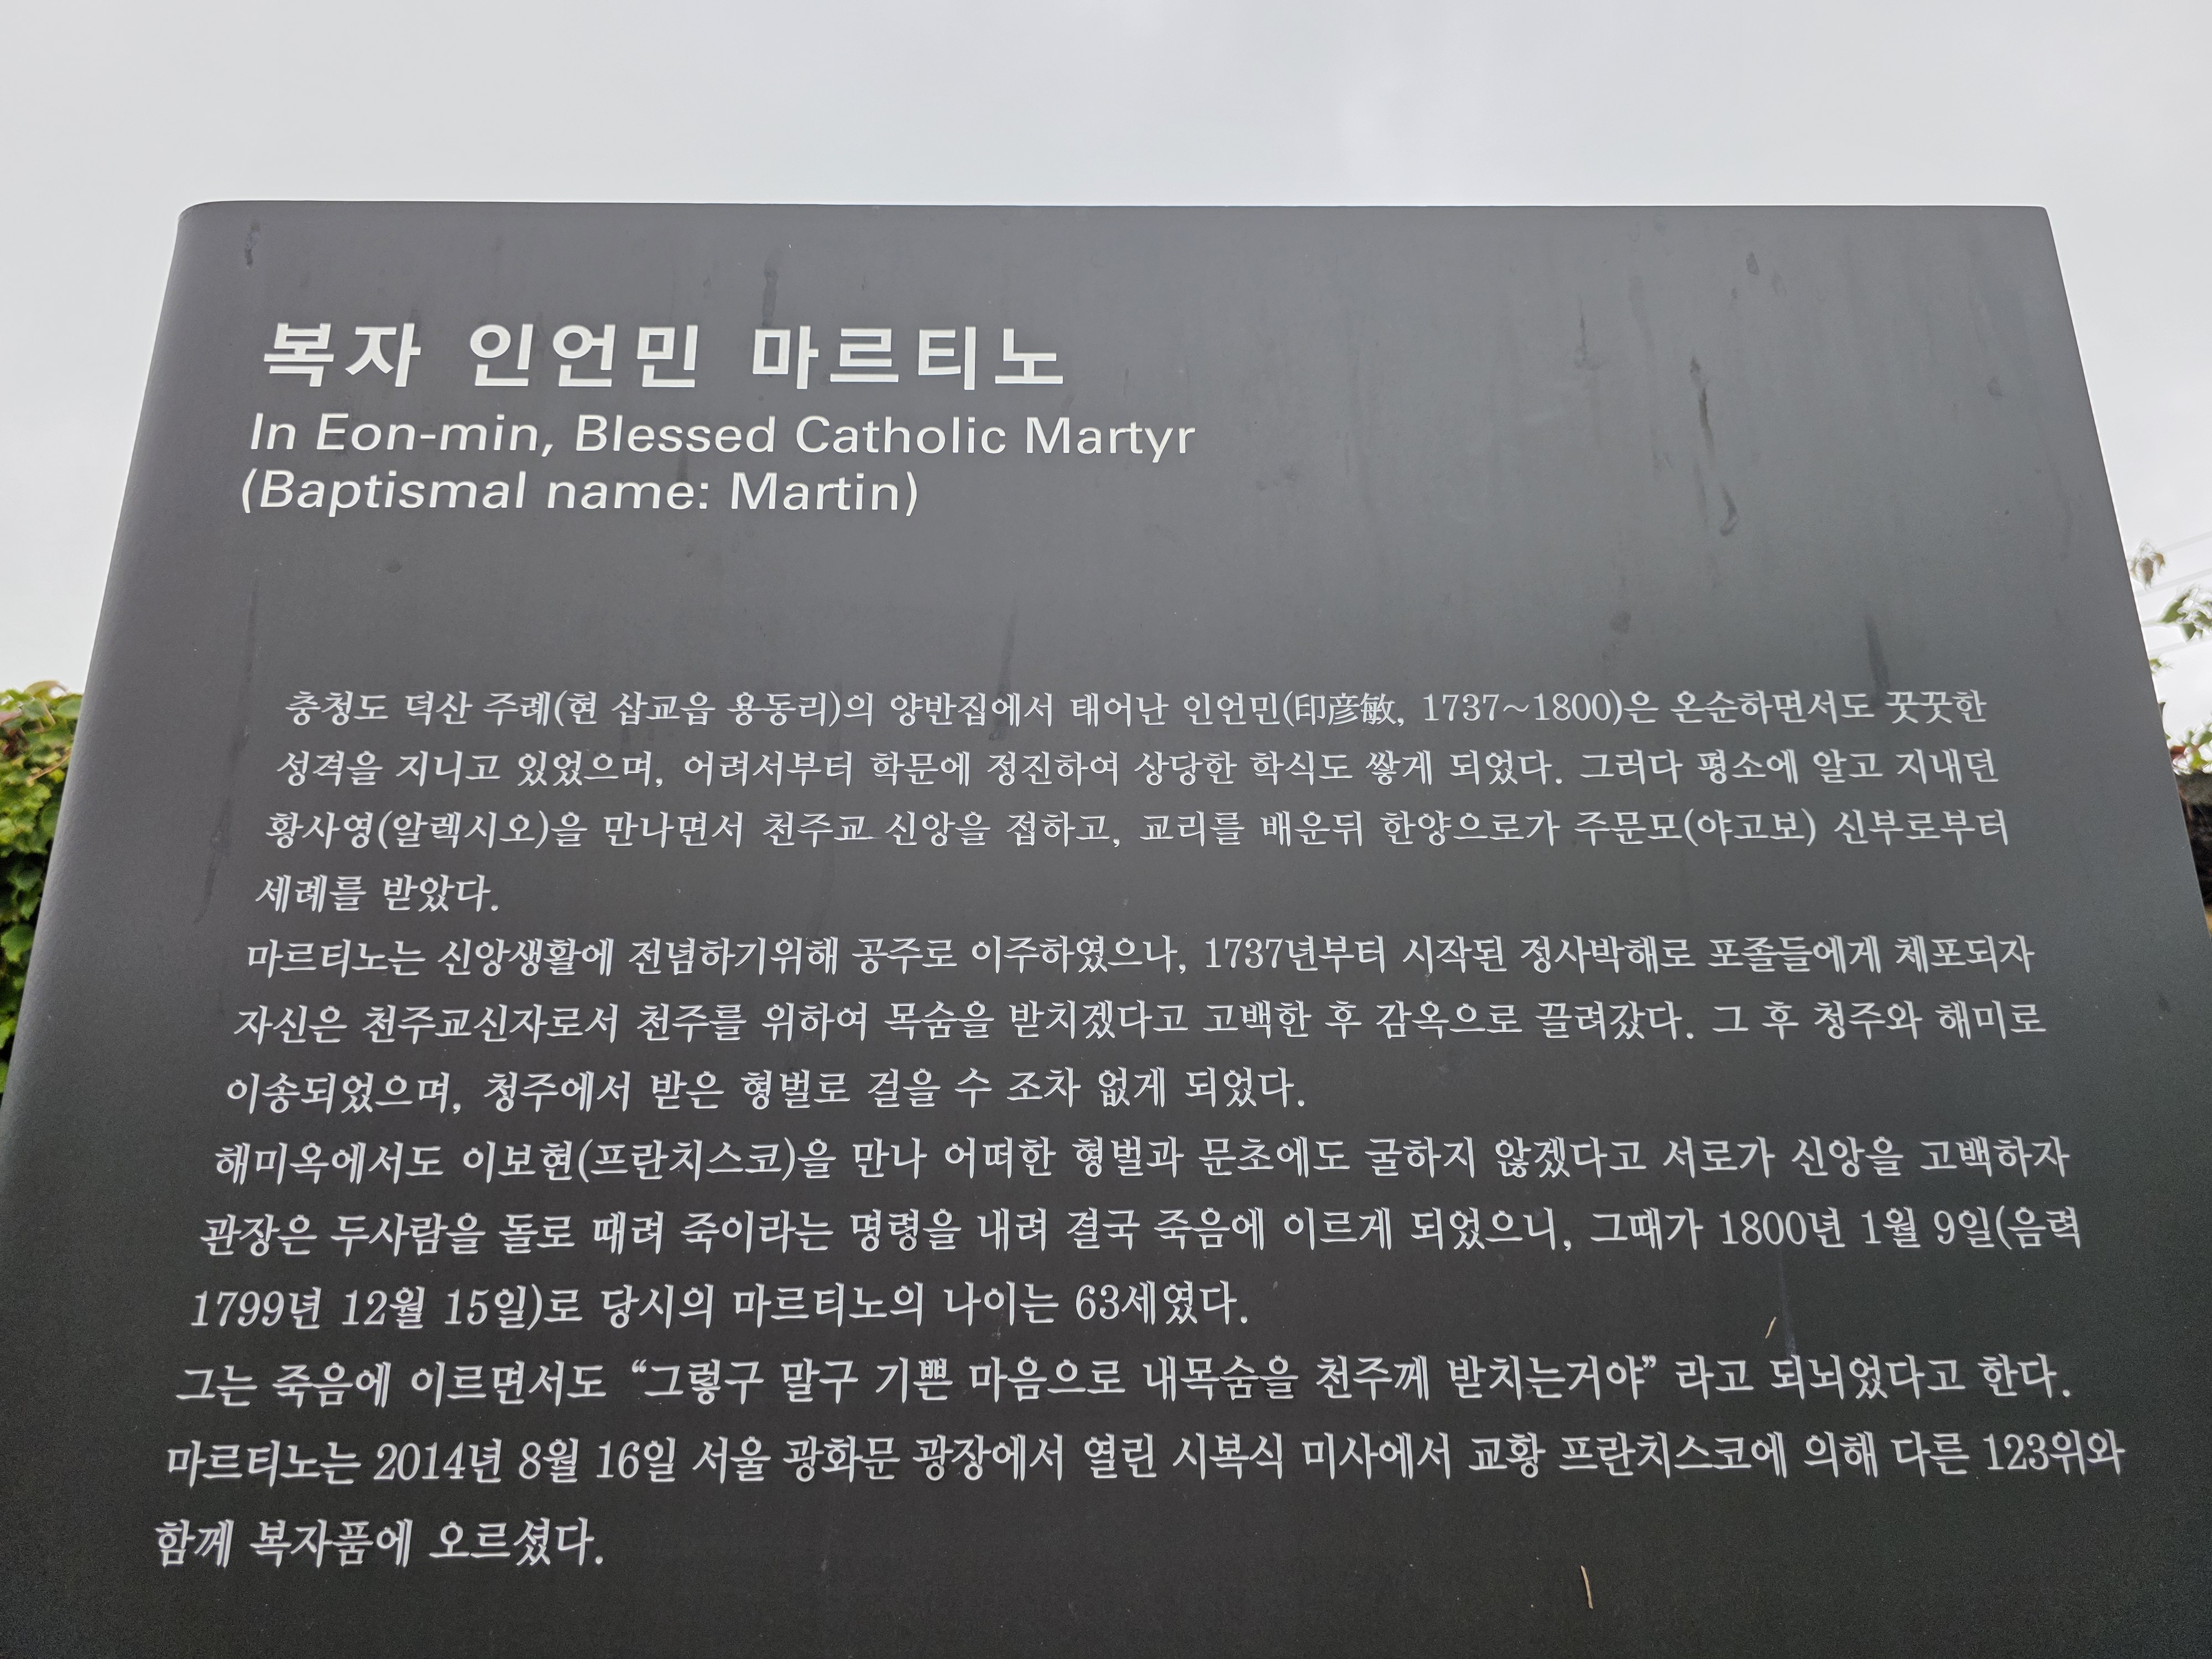 복자 인언민 마르티노
In Eon-min, Blessed Catholic Martyr
(Baptismal name: Martin)
충청도 덕산 주례(현 삽교읍 용동리)의 양반집에서 태어난 인언민(印彦敏, 1737~1800)은 온순하면서도 꿋꿋한
성격을 지니고 있었으며, 어려서부터 학문에 정진하여 상당한 학식도 쌓게 되었다. 그러다 평소에 알고 지내던
황사영(알렉시오)을 만나면서 천주교 신앙을 접하고, 교리를 배운뒤 한양으로가 주문모(야고보) 신부로부터
세례를 받았다.
마르티노는 신앙생활에 전념하기위해 공주로 이주하였으나, 1737년부터 시작된 정사박해로 포졸들에게 체포되자
자신은 천주교신자로서 천주를 위하여 목숨을 받치겠다고 고백한 후 감옥으로 끌려갔다. 그 후 청주와 해미로
이송되었으며, 청주에서 받은 형벌로 걸을 수 조차 없게 되었다.
해미옥에서도 이보현(프란치스코)을 만나 어떠한 형벌과 문초에도 굴하지 않겠다고 서로가 신앙을 고백하자
관장은 두사람을 돌로 때려 죽이라는 명령을 내려 결국 죽음에 이르게 되었으니, 그때가 1800년 1월 9일(음력
1799년 12월 15일)로 당시의 마르티노의 나이는 63세였다.
그는 죽음에 이르면서도 “그렇구 말구 기쁜 마음으로 내목숨을 천주께 받치는거야” 라고 되뇌었다고 한다.
마르티노는 2014년 8월 16일 서울 광화문 광장에서 열린 시복식 미사에서 교황 프란치스코에 의해 다른 123위와
함께 복자품에 오르셨다.